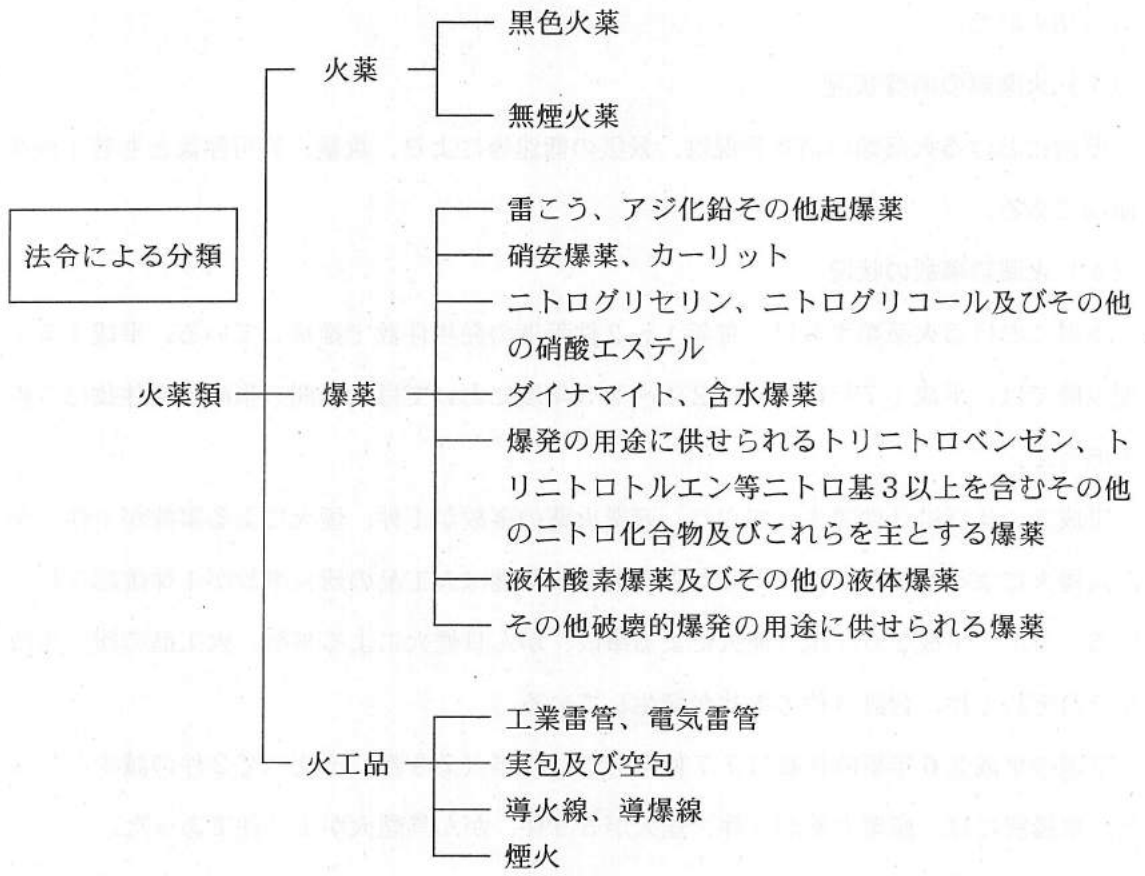 黒色火薬
火薬
無煙火薬
雷こう、アジ化鉛その他起爆薬
法令による分類
硝安爆薬、カーリット
ニトログリセリン、ニトログリコール及びその他
の硝酸エステル
火薬類
爆薬
ダイナマイト、含水爆薬
爆発の用途に供せられるトリニトロベンゼン、ト
リニトロトルエン等ニトロ基3以上を含むその他
のニトロ化合物及びこれらを主とする爆薬
液体酸素爆薬及びその他の液体爆薬
その他破壊的爆発の用途に供せられる爆薬
工業雷管、電気雷管
火工品
実包及び空包
導火線、導爆線
煙火